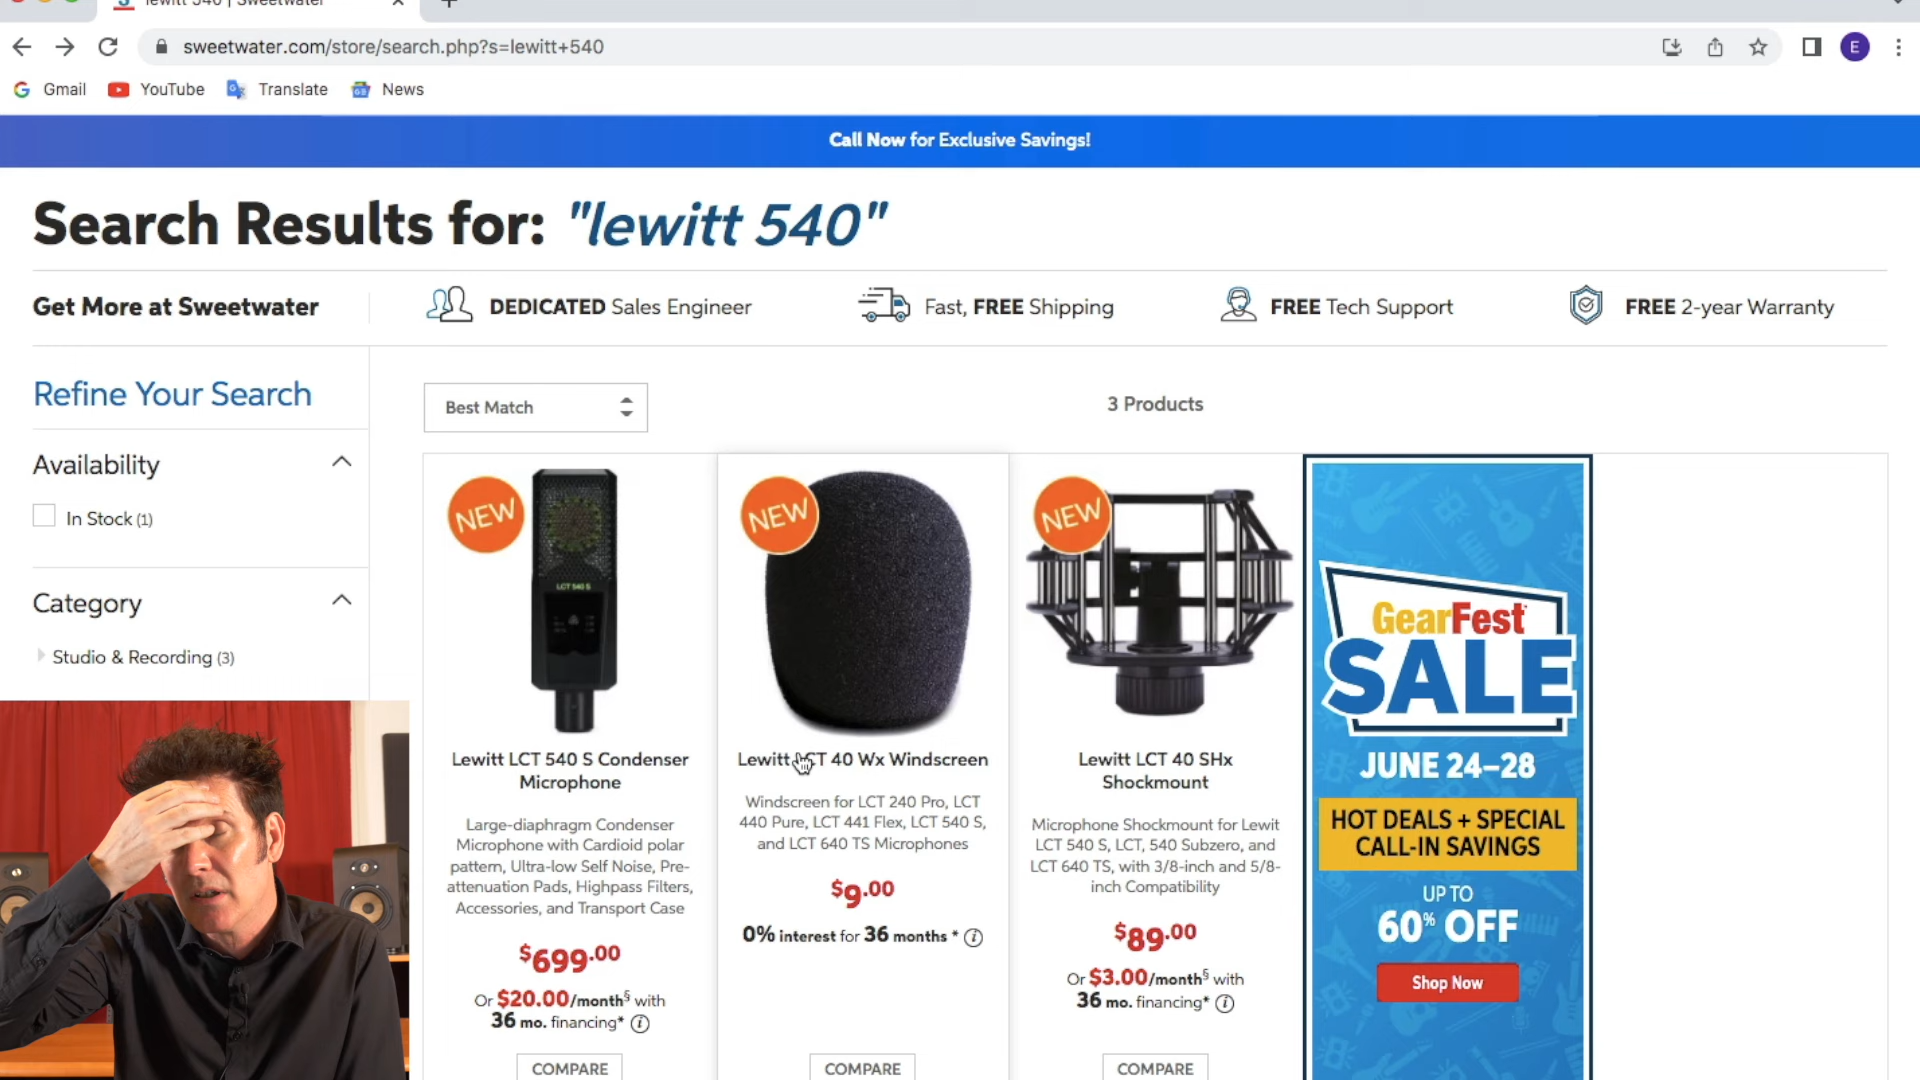 lewitt 540 | Sweetwater
sweetwater.com/store/search.php?s=lewitt+540
E
Gmail
YouTube
Translate
News
Call Now for Exclusive Savings!
Search Results for: "lewitt 540"
Get More at Sweetwater
DEDICATED Sales Engineer
Fast, FREE Shipping
FREE Tech Support
FREE 2-year Warranty
Refine Your Search
Availability
In Stock (1)
Category
Studio & Recording (3)
Best Match
3 Products
NEW
LCT 540 S
Lewitt LCT 540 S Condenser
Microphone
Large-diaphragm Condenser
Microphone with Cardioid polar
pattern, Ultra-low Self Noise, Pre-
attenuation Pads, Highpass Filters,
Accessories, and Transport Case
$699.00
Or $20.00/month§ with
36 mo. financing* i
COMPARE
NEW
Lewitt LCT 40 Wx Windscreen
Windscreen for LCT 240 Pro, LCT
440 Pure, LCT 441 Flex, LCT 540 S,
and LCT 640 TS Microphones
$9.00
0% interest for 36 months * i
COMPARE
NEW
Lewitt LCT 40 SHx
Shockmount
Microphone Shockmount for Lewit
LCT 540 S, LCT, 540 Subzero, and
LCT 640 TS, with 3/8-inch and 5/8-
inch Compatibility
$89.00
Or $3.00/month§ with
36 mo. financing* i
COMPARE
GearFest
SALE
JUNE 24–28
HOT DEALS + SPECIAL
CALL-IN SAVINGS
UP TO
60% OFF
Shop Now